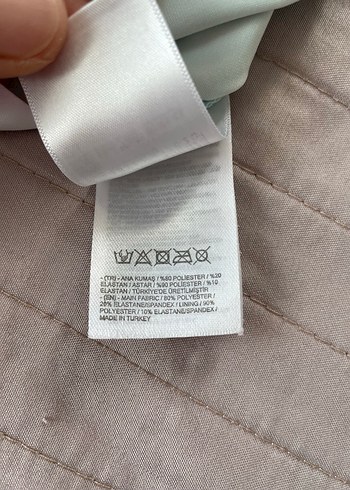 - (TR) - ANA KUMAŞ / %80 POLIESTER / %20
ELASTAN / ASTAR / %90 POLIESTER / %10
ELASTAN / TÜRKİYE'DE ÜRETİLMİŞTİR
- (EN) - MAIN FABRIC / 80% POLYESTER /
20% ELASTANE/SPANDEX / LINING / 90%
POLYESTER / 10% ELASTANE/SPANDEX /
MADE IN TURKEY